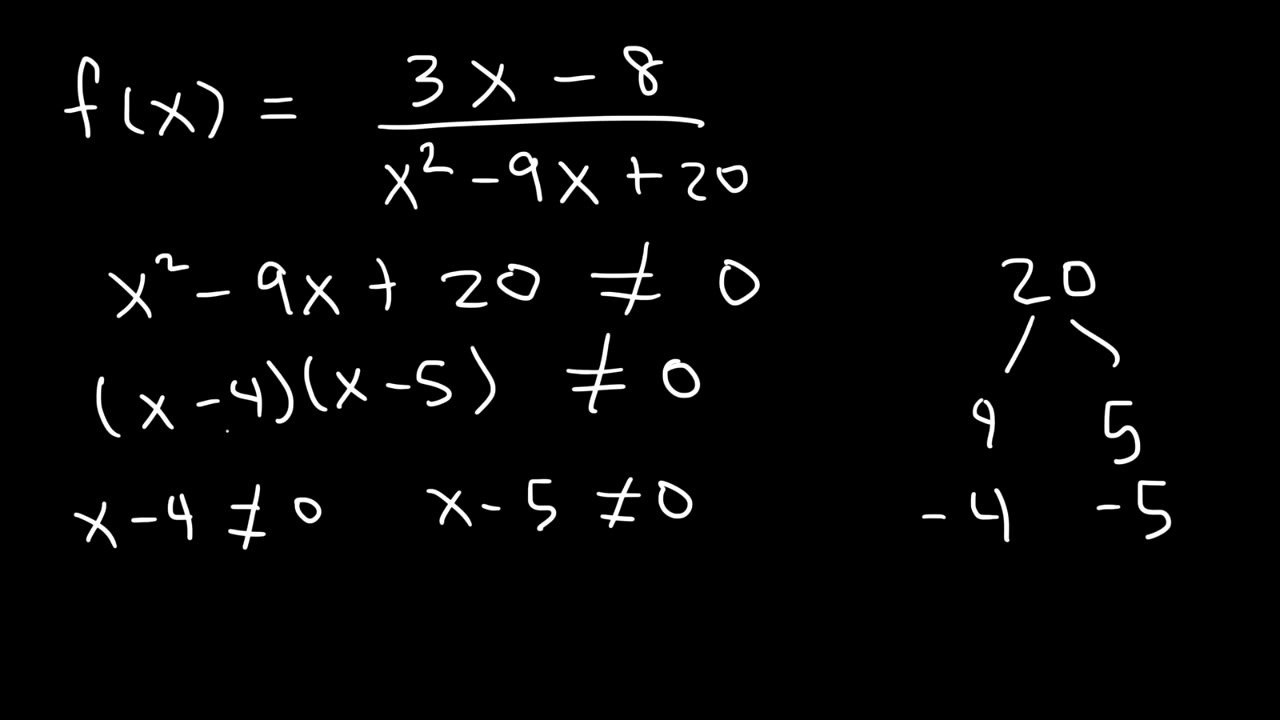 f(x) = (3x - 8)/(x² - 9x + 20)
x² - 9x + 20 ≠ 0
(x - 4)(x - 5) ≠ 0
x - 4 ≠ 0 x - 5 ≠ 0
20
4 5
-4 -5